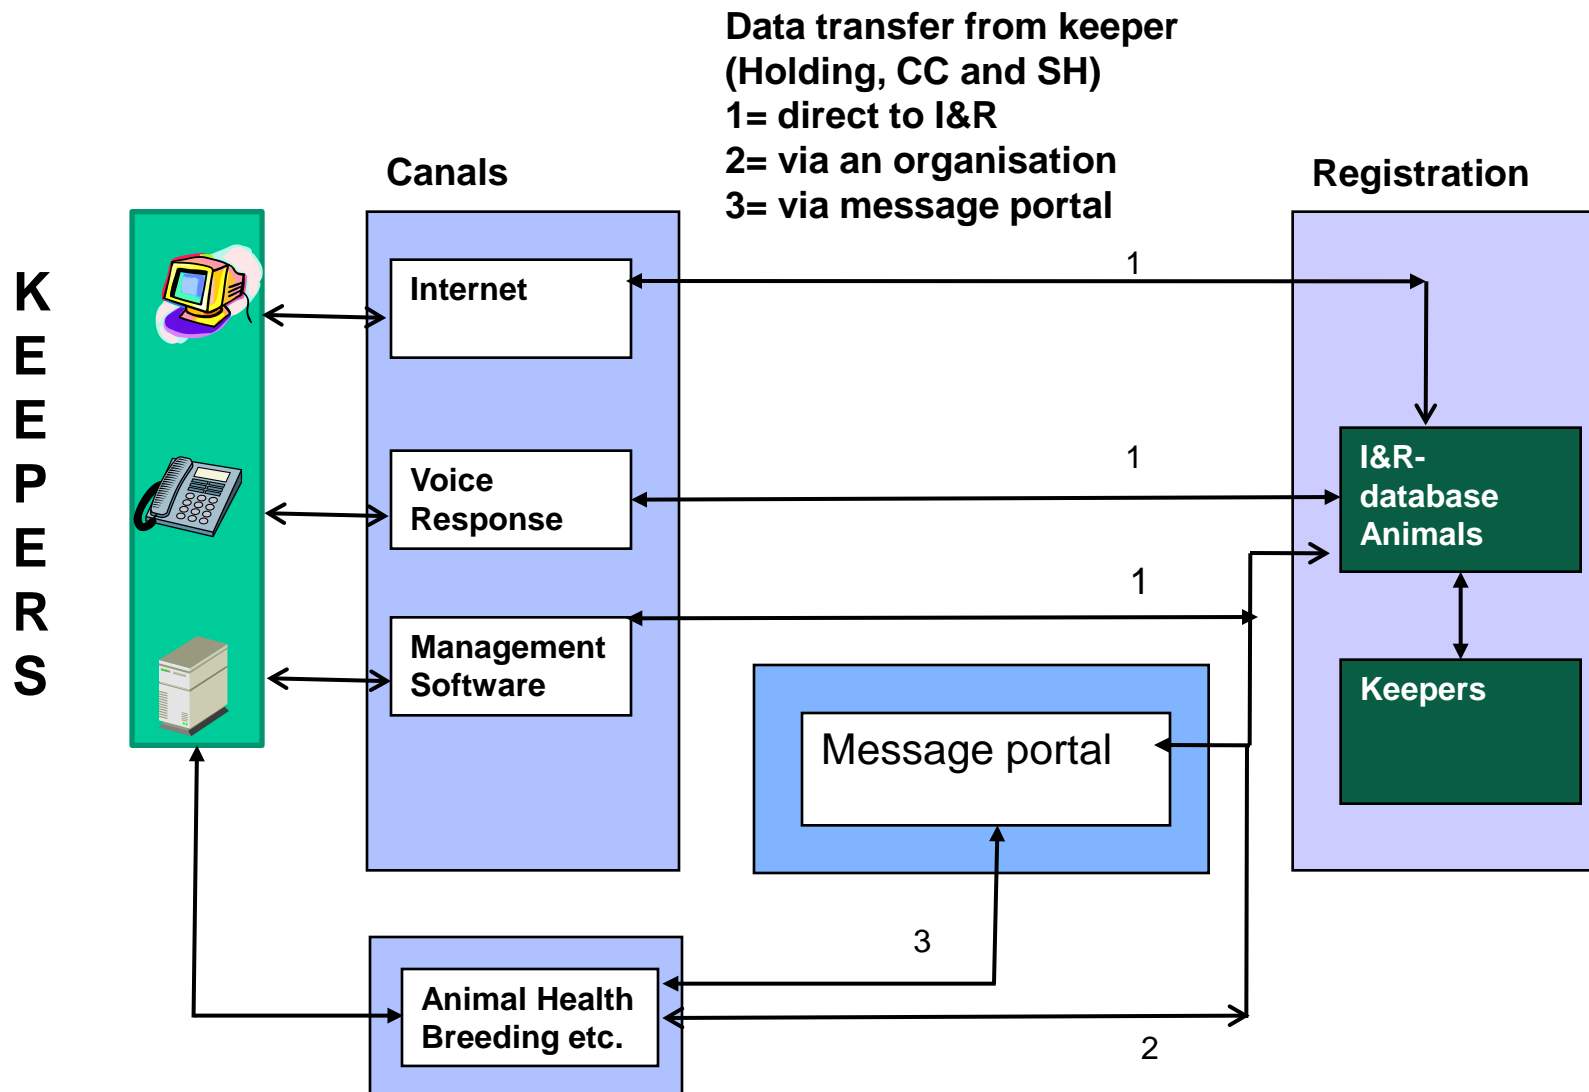 Data transfer from keeper
(Holding, CC and SH)
1= direct to I&R
2= via an organisation
3= via message portal
Canals
Registration
KEEPERS
Internet
1
Voice
Response
1
I&R-
database
Animals
Management
Software
1
Keepers
Message portal
3
Animal Health
Breeding etc.
2